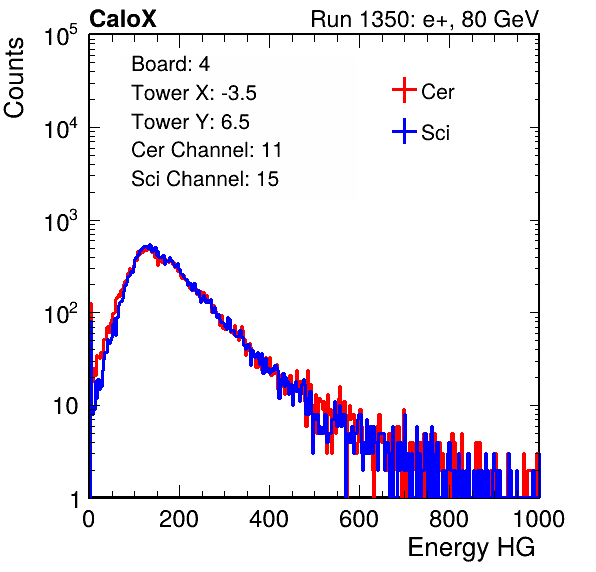 CaloX Run 1350: e+, 80 GeV
Counts
Board: 4
Tower X: -3.5
Tower Y: 6.5
Cer Channel: 11
Sci Channel: 15
Cer
Sci
10^5
10^4
10^3
10^2
10
1
0 200 400 600 800 1000
Energy HG